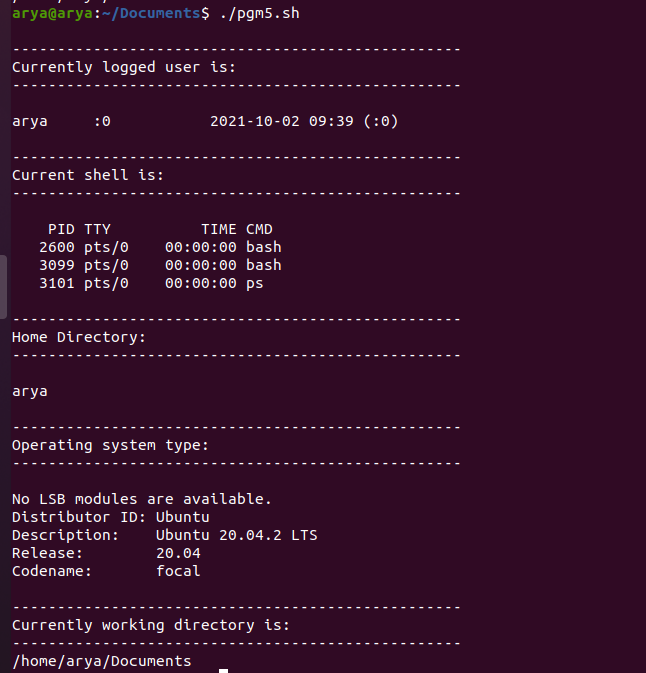 arya@arya:~/Documents$ ./pgm5.sh
--------------------------------------------------
Currently logged user is:
--------------------------------------------------
arya     :0           2021-10-02 09:39 (:0)
--------------------------------------------------
Current shell is:
--------------------------------------------------
    PID TTY          TIME CMD
   2600 pts/0    00:00:00 bash
   3099 pts/0    00:00:00 bash
   3101 pts/0    00:00:00 ps
--------------------------------------------------
Home Directory:
--------------------------------------------------
arya
--------------------------------------------------
Operating system type:
--------------------------------------------------
No LSB modules are available.
Distributor ID: Ubuntu
Description:    Ubuntu 20.04.2 LTS
Release:        20.04
Codename:       focal
--------------------------------------------------
Currently working directory is:
--------------------------------------------------
/home/arya/Documents